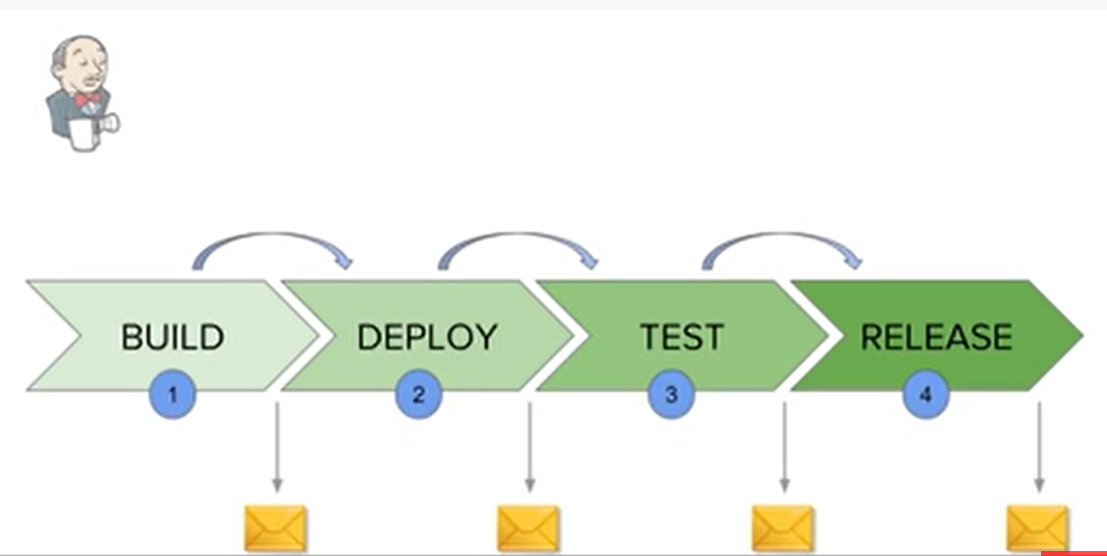 BUILD
DEPLOY
TEST
RELEASE
1
2
3
4